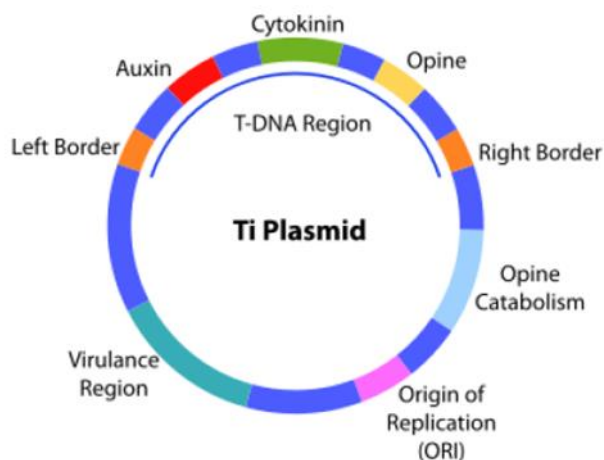 Cytokinin
Auxin
Opine
T-DNA Region
Left Border
Right Border
Ti Plasmid
Opine
Catabolism
Virulance
Region
Origin of
Replication
(ORI)